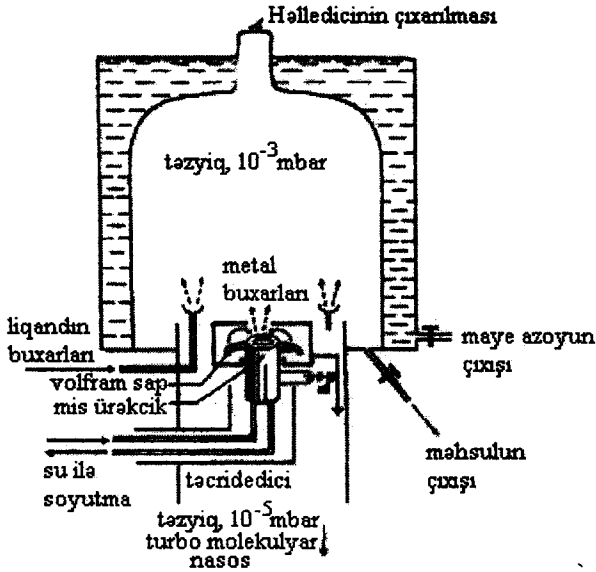 Həlledicinin çıxarılması
təzyiq, 10⁻³mbar
metal
buxarları
liqandın
buxarları
maye azoyun
çıxışı
volfram sap
mis ürəkcik
məhsulun
çıxışı
su ilə
soyutma
təcridedici
təzyiq, 10⁻⁵mbar
turbo molekulyar
nasos